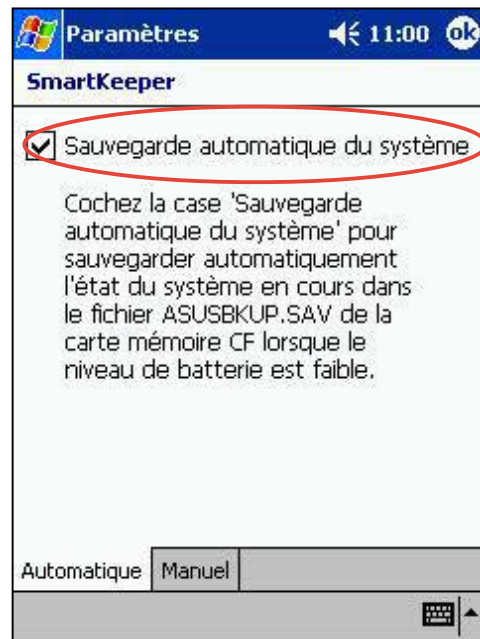 Paramètres 11:00 ok
SmartKeeper
Sauvegarde automatique du système
Cochez la case 'Sauvegarde
automatique du système' pour
sauvegarder automatiquement
l'état du système en cours dans
le fichier ASUSBKUP.SAV de la
carte mémoire CF lorsque le
niveau de batterie est faible.
Automatique Manuel